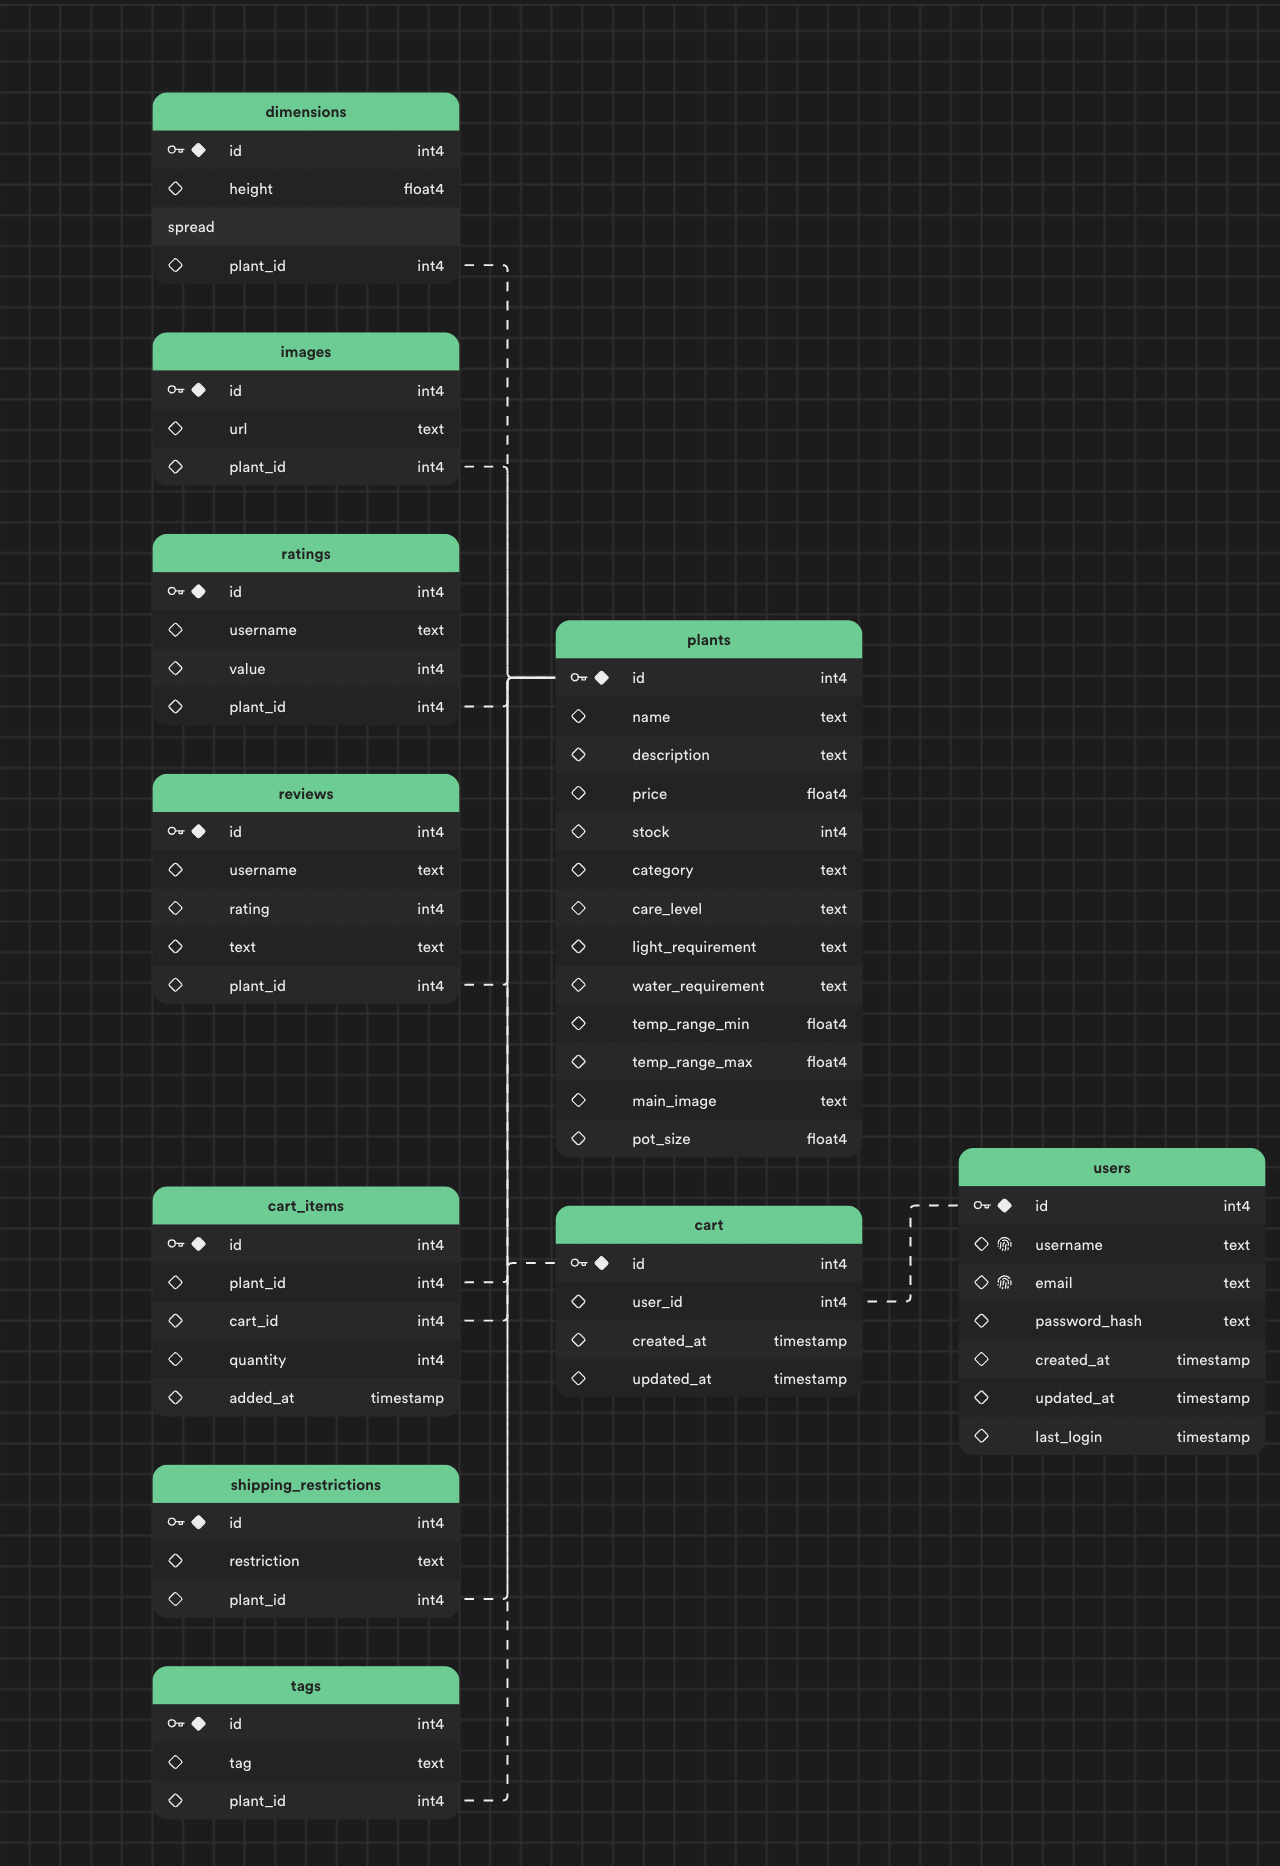 dimensions
id int4
height float4
spread
plant_id int4
images
id int4
url text
plant_id int4
ratings
id int4
username text
value int4
plant_id int4
reviews
id int4
username text
rating int4
text text
plant_id int4
cart_items
id int4
plant_id int4
cart_id int4
quantity int4
added_at timestamp
shipping_restrictions
id int4
restriction text
plant_id int4
tags
id int4
tag text
plant_id int4
plants
id int4
name text
description text
price float4
stock int4
category text
care_level text
light_requirement text
water_requirement text
temp_range_min float4
temp_range_max float4
main_image text
pot_size float4
cart
id int4
user_id int4
created_at timestamp
updated_at timestamp
users
id int4
username text
email text
password_hash text
created_at timestamp
updated_at timestamp
last_login timestamp